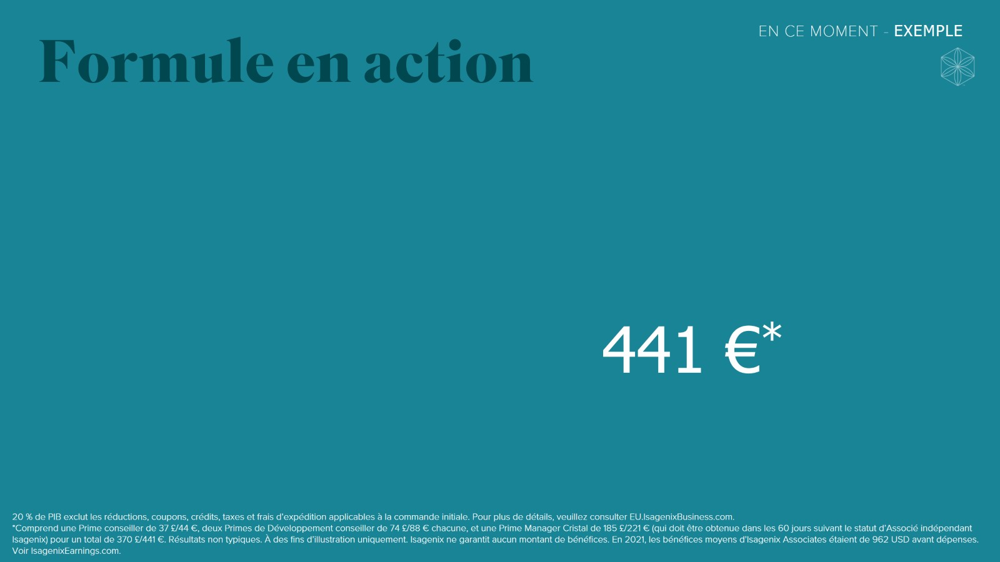 EN CE MOMENT - EXEMPLE
Formule en action
441 €*
20 % de PIB exclut les réductions, coupons, crédits, taxes et frais d'expédition applicables à la commande initiale. Pour plus de détails, veuillez consulter EU.IsagenixBusiness.com.
*Comprend une Prime conseiller de 37 £/44 €, deux Primes de Développement conseiller de 74 £/88 € chacune, et une Prime Manager Cristal de 185 £/221 € (qui doit être obtenue dans les 60 jours suivant le statut d'Associé indépendant
Isagenix) pour un total de 370 £/441 €. Résultats non typiques. À des fins d'illustration uniquement. Isagenix ne garantit aucun montant de bénéfices. En 2021, les bénéfices moyens d'Isagenix Associates étaient de 962 USD avant dépenses.
Voir IsagenixEarnings.com.